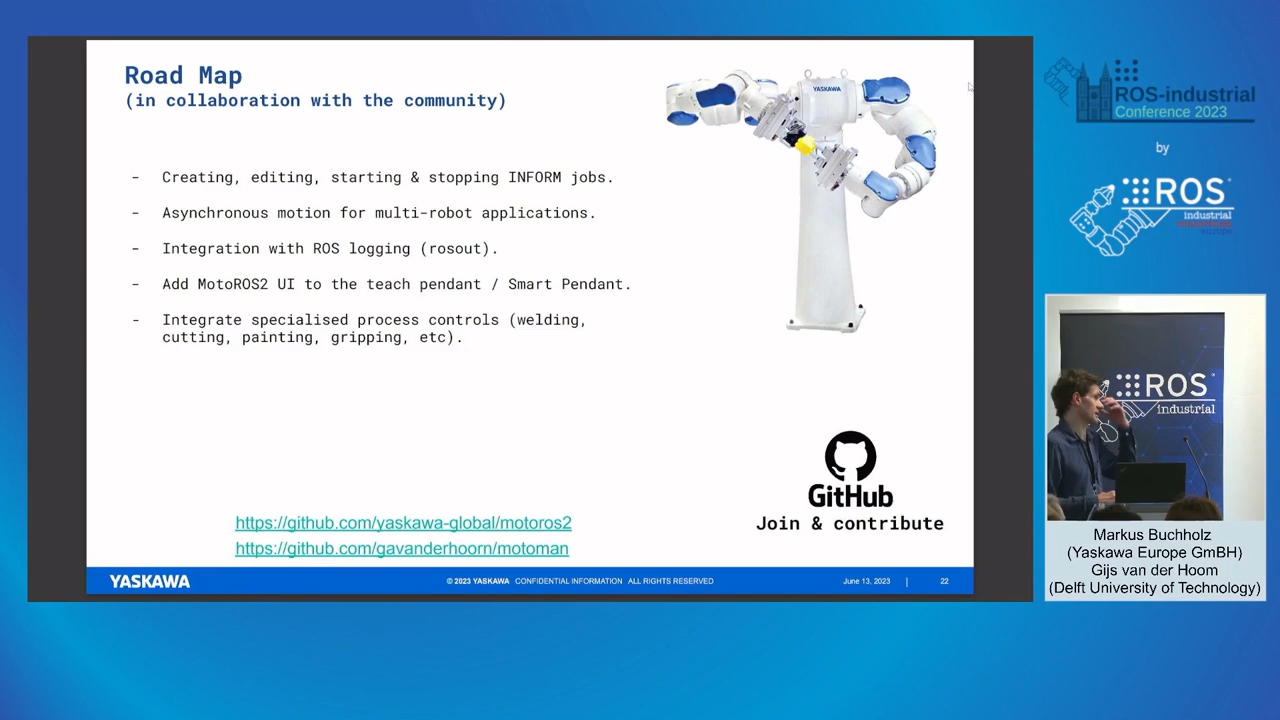 Road Map
(in collaboration with the community)
YASKAWA
- Creating, editing, starting & stopping INFORM jobs.
- Asynchronous motion for multi-robot applications.
- Integration with ROS logging (rosout).
- Add MotoROS2 UI to the teach pendant / Smart Pendant.
- Integrate specialised process controls (welding,
cutting, painting, gripping, etc).
GitHub
Join & contribute
https://github.com/yaskawa-global/motoros2
https://github.com/gavanderhoorn/motoman
YASKAWA
© 2023 YASKAWA CONFIDENTIAL INFORMATION ALL RIGHTS RESERVED
June 13, 2023 | 22
ROS-industrial
Conference 2023
by
ROS
industrial
consortium
europe
ROS
industrial
Markus Buchholz
(Yaskawa Europe GmBH)
Gijs van der Hoom
(Delft University of Technology)